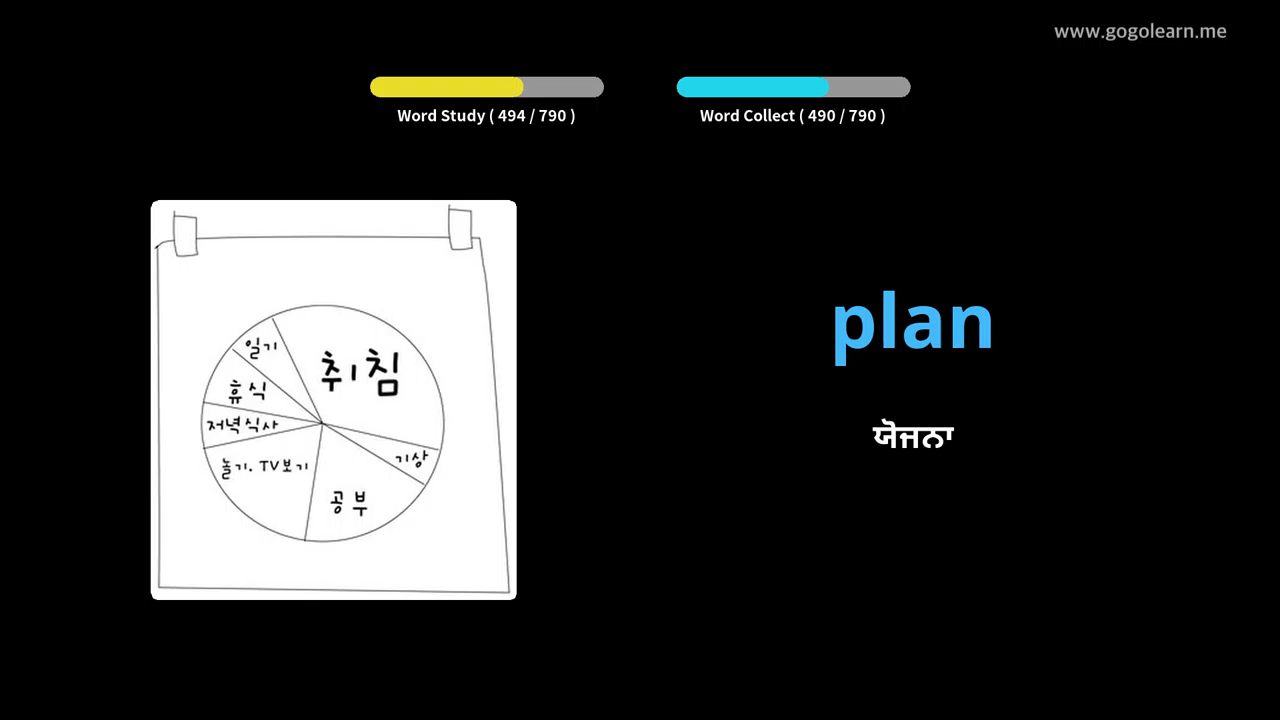 www.gogolearn.me
Word Study ( 494 / 790 )
Word Collect ( 490 / 790 )
일기
취침
휴식
저녁식사
놀기. TV보기
기상
공부
plan
ਯੋਜਨਾ